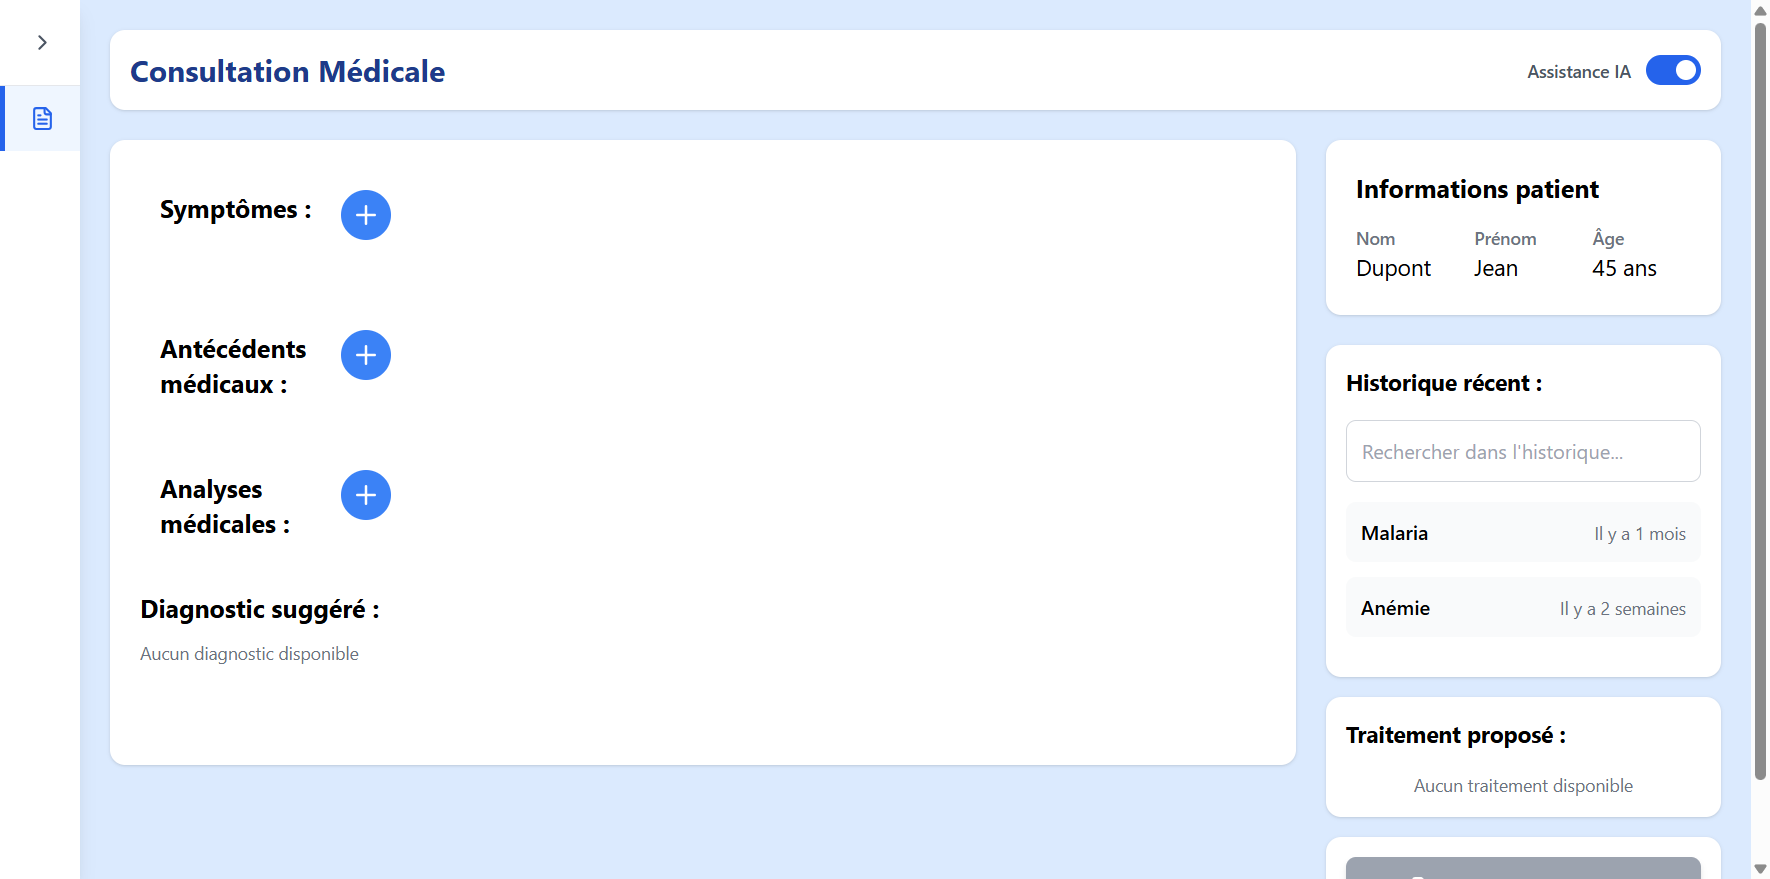 Consultation Médicale
Assistance IA
Symptômes :
Antécédents
médicaux :
Analyses
médicales :
Diagnostic suggéré :
Aucun diagnostic disponible
Informations patient
Nom Prénom Âge
Dupont Jean 45 ans
Historique récent :
Rechercher dans l'historique...
Malaria Il y a 1 mois
Anémie Il y a 2 semaines
Traitement proposé :
Aucun traitement disponible